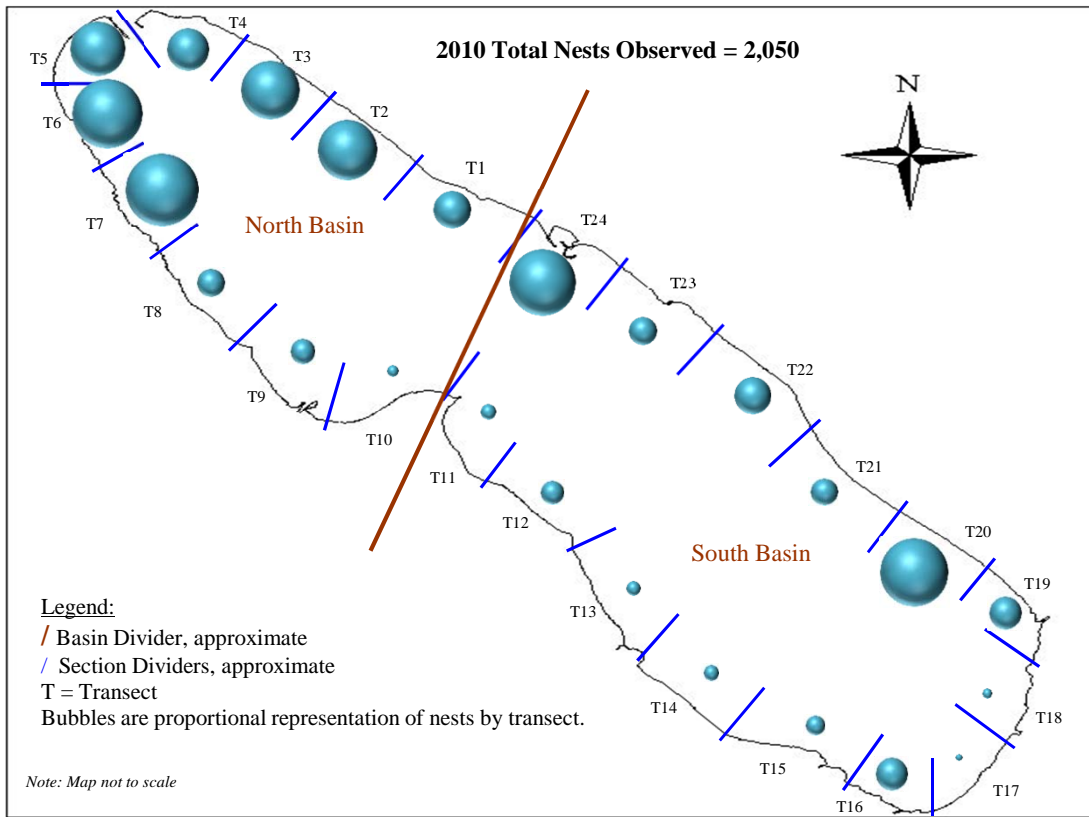 2010 Total Nests Observed = 2,050
N
T4
T5
T3
T6
T2
T1
T7
North Basin
T24
T23
T8
T22
T9
T10
T21
T11
T12
T20
South Basin
T19
T13
T18
T14
T15
T17
T16
Legend:
/ Basin Divider, approximate
/ Section Dividers, approximate
T = Transect
Bubbles are proportional representation of nests by transect.
Note: Map not to scale